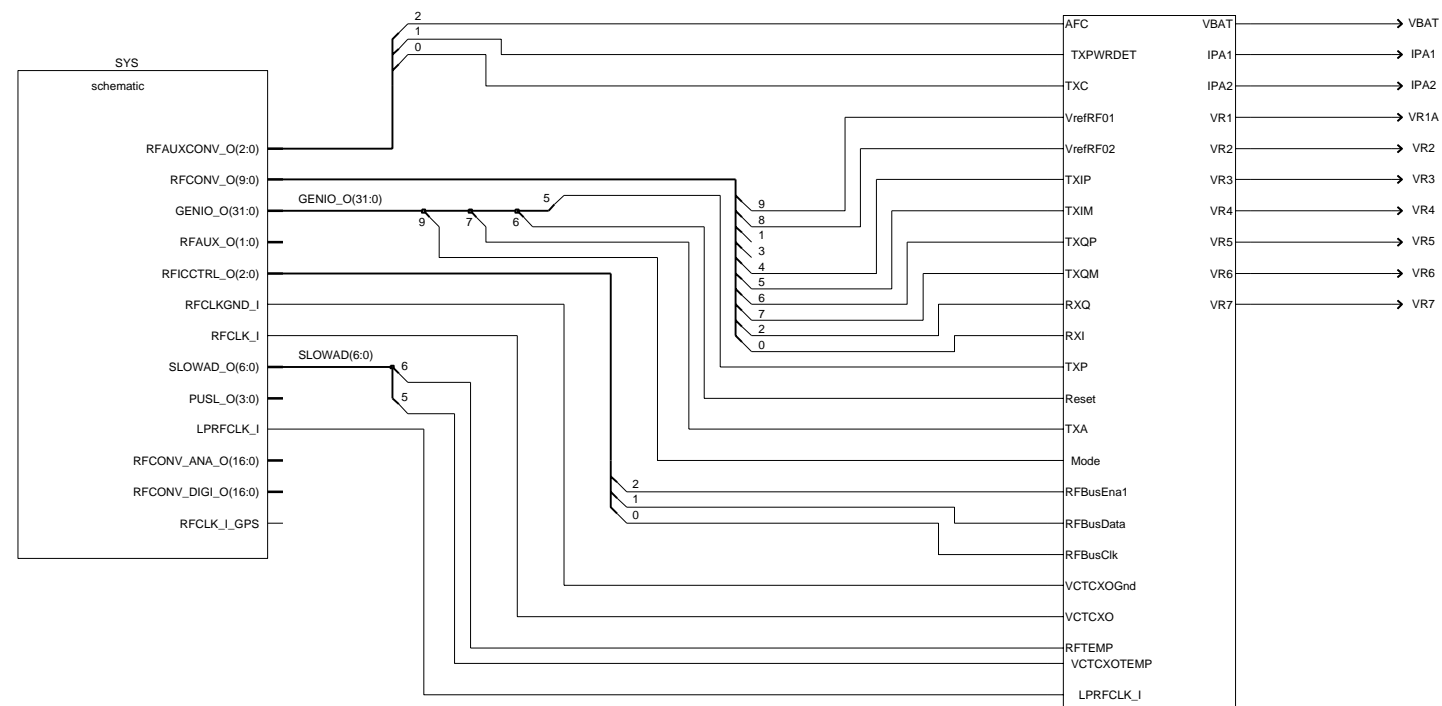 SYS
schematic
RFAUXCONV_O(2:0)
RFCONV_O(9:0)
GENIO_O(31:0)
RFAUX_O(1:0)
RFICCTRL_O(2:0)
RFCLKGND_I
RFCLK_I
SLOWAD_O(6:0)
PUSL_O(3:0)
LPRFCLK_I
RFCONV_ANA_O(16:0)
RFCONV_DIGI_O(16:0)
RFCLK_I_GPS
2
1
0
GENIO_O(31:0)
9
7
6
5
SLOWAD(6:0)
6
5
9
8
1
3
4
5
6
7
2
0
2
1
0
AFC
TXPWRDET
TXC
VrefRF01
VrefRF02
TXIP
TXIM
TXQP
TXQM
RXQ
RXI
TXP
Reset
TXA
Mode
RFBusEna1
RFBusData
RFBusClk
VCTCXOGnd
VCTCXO
RFTEMP
VCTCXOTEMP
LPRFCLK_I
VBAT
IPA1
IPA2
VR1
VR2
VR3
VR4
VR5
VR6
VR7
VBAT
IPA1
IPA2
VR1A
VR2
VR3
VR4
VR5
VR6
VR7